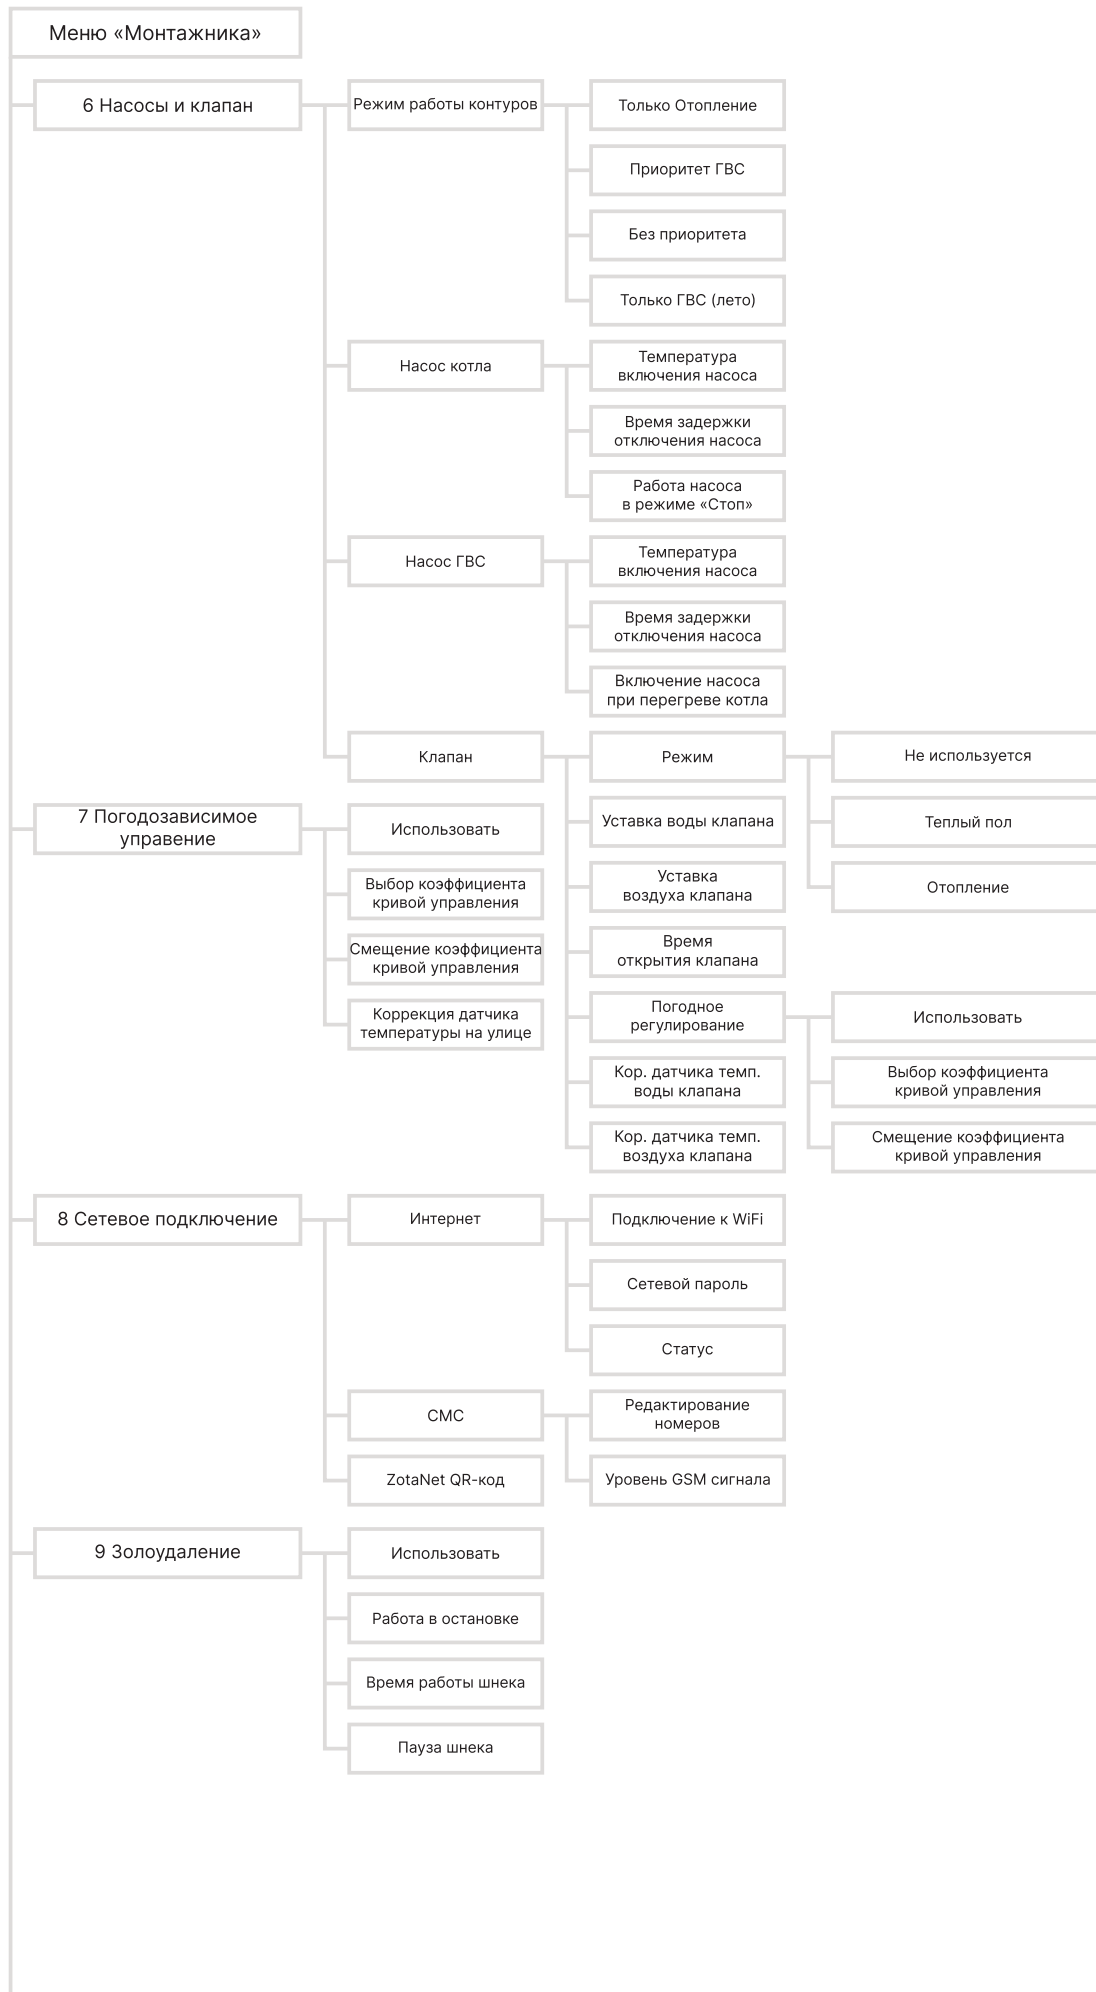 Меню «Монтажника»
6 Насосы и клапан
Режим работы контуров
Только Отопление
Приоритет ГВС
Без приоритета
Только ГВС (лето)
Насос котла
Температура
включения насоса
Время задержки
отключения насоса
Работа насоса
в режиме «Стоп»
Насос ГВС
Температура
включения насоса
Время задержки
отключения насоса
Включение насоса
при перегреве котла
Клапан
Режим
Не используется
Теплый пол
Отопление
Уставка воды клапана
Уставка
воздуха клапана
Время
открытия клапана
Погодное
регулирование
Использовать
Выбор коэффициента
кривой управления
Смещение коэффициента
кривой управления
Кор. датчика темп.
воды клапана
Кор. датчика темп.
воздуха клапана
7 Погодозависимое
управение
Использовать
Выбор коэффициента
кривой управления
Смещение коэффициента
кривой управления
Коррекция датчика
температуры на улице
8 Сетевое подключение
Интернет
Подключение к WiFi
Сетевой пароль
Статус
СМС
Редактирование
номеров
Уровень GSM сигнала
ZotaNet QR-код
9 Золоудаление
Использовать
Работа в остановке
Время работы шнека
Пауза шнека